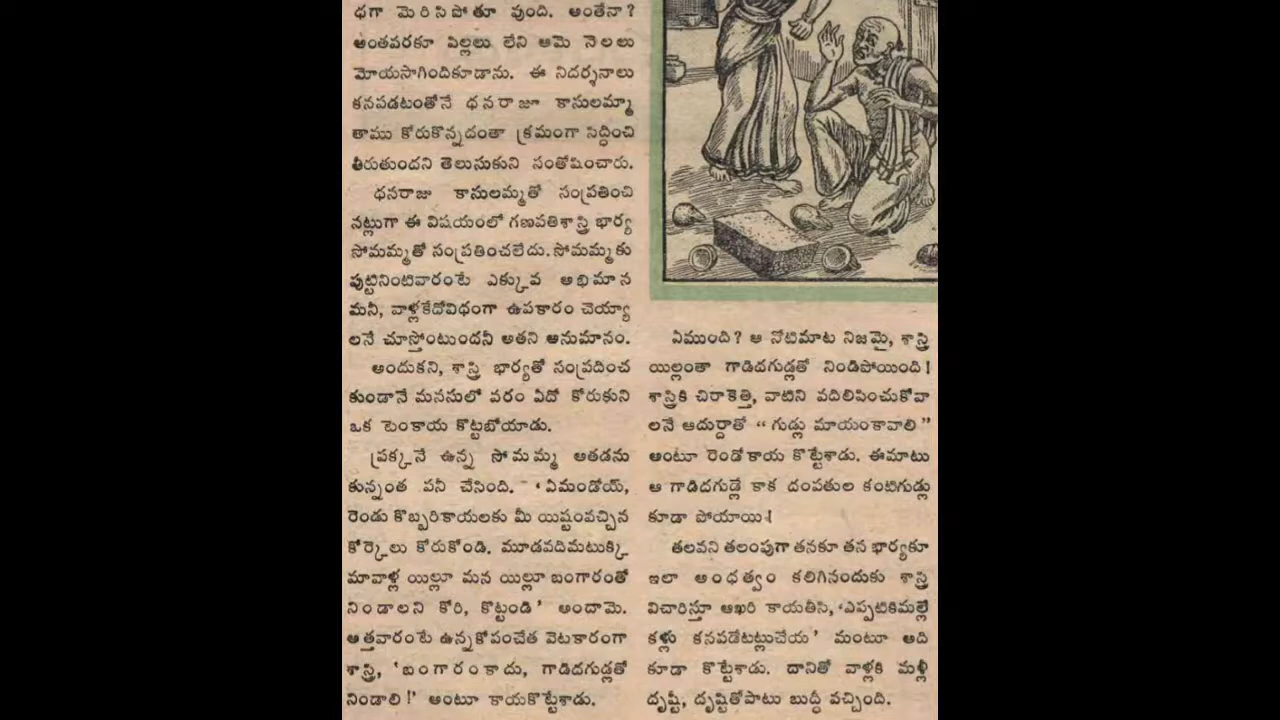 ధగా మెరిసిపోతూ వుంది. అంతేనా?
అంతవరకూ పిల్లలు లేని ఆమె నెలలు
మోయసాగిందికూడాను. ఈ నిదర్శనాలు
కనపడటంతోనే ధనరాజూ కాసులమ్మా
తాము కోరుకొన్నదంతా క్రమంగా సిద్ధించి
తీరుతుందని తెలుసుకుని సంతోషించారు.
ధనరాజు కాసులమ్మతో సంప్రతించి
నట్లుగా ఈ విషయంలో గణపతిశాస్త్రి భార్య
సోమమ్మతో సంప్రతించలేదు. సోమమ్మకు
పుట్టినింటివారంటే ఎక్కువ అభిమాన
మనీ, వాళ్లకేదోవిధంగా ఉపకారం చెయ్యా
లనే చూస్తోంటుందనీ అతని అనుమానం.
అందుకని, శాస్త్రి భార్యతో సంప్రదించ
కుండానే మనసులో వరం ఏదో కోరుకుని
ఒక టెంకాయ కొట్టబోయాడు.
ప్రక్కనే ఉన్న సోమమ్మ అతడను
కున్నంత పనీ చేసింది. ‘ఏమండోయ్,
రెండు కొబ్బరికాయలకు మీ యిష్టంవచ్చిన
కోర్కెలు కోరుకోండి. మూడవదిమటుక్కి
మావాళ్ల యిల్లూ మన యిల్లూ బంగారంతో
నిండాలని కోరి, కొట్టండి’ అందామె.
అత్తవారంటే ఉన్నకోపంచేత వెటకారంగా
శాస్త్రి, ‘బంగారంకాదు, గాడిదగుడ్లతో
నిండాలి!’ అంటూ కాయకొట్టేశాడు.
ఏముంది? ఆ నోటిమాట నిజమై, శాస్త్రి
యిల్లంతా గాడిదగుడ్లతో నిండిపోయింది!
శాస్త్రికి చిరాకెత్తి, వాటిని వదిలిపించుకోవా
లనే ఆదుర్దాతో “గుడ్లు మాయంకావాలి”
అంటూ రెండోకాయ కొట్టేశాడు. ఈమాటు
ఆ గాడిదగుడ్లే కాక దంపతుల కంటిగుడ్లు
కూడా పోయాయి!
తలవని తలంపుగా తనకూ తన భార్యకూ
ఇలా అంధత్వం కలిగినందుకు శాస్త్రి
విచారిస్తూ ఆఖరి కాయతీసి, ‘ఎప్పటికిమల్లే
కళ్లు కనపడేటట్లుచేయ’ మంటూ అది
కూడా కొట్టేశాడు. దానితో వాళ్లకి మళ్లీ
దృష్టీ, దృష్టితోపాటు బుద్ధీ వచ్చింది.